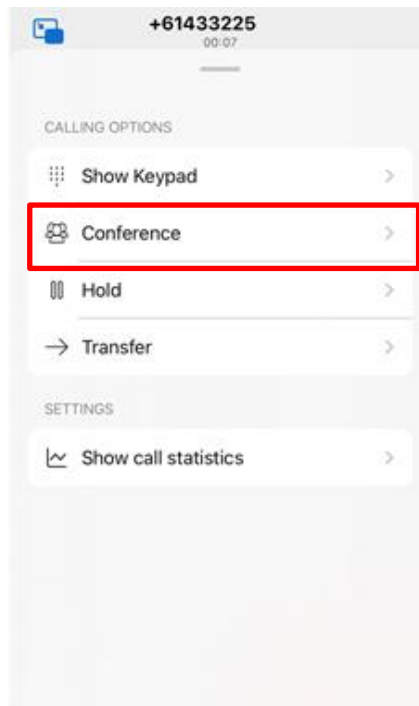 +61433225
00:07
CALLING OPTIONS
Show Keypad
Conference
Hold
Transfer
SETTINGS
Show call statistics